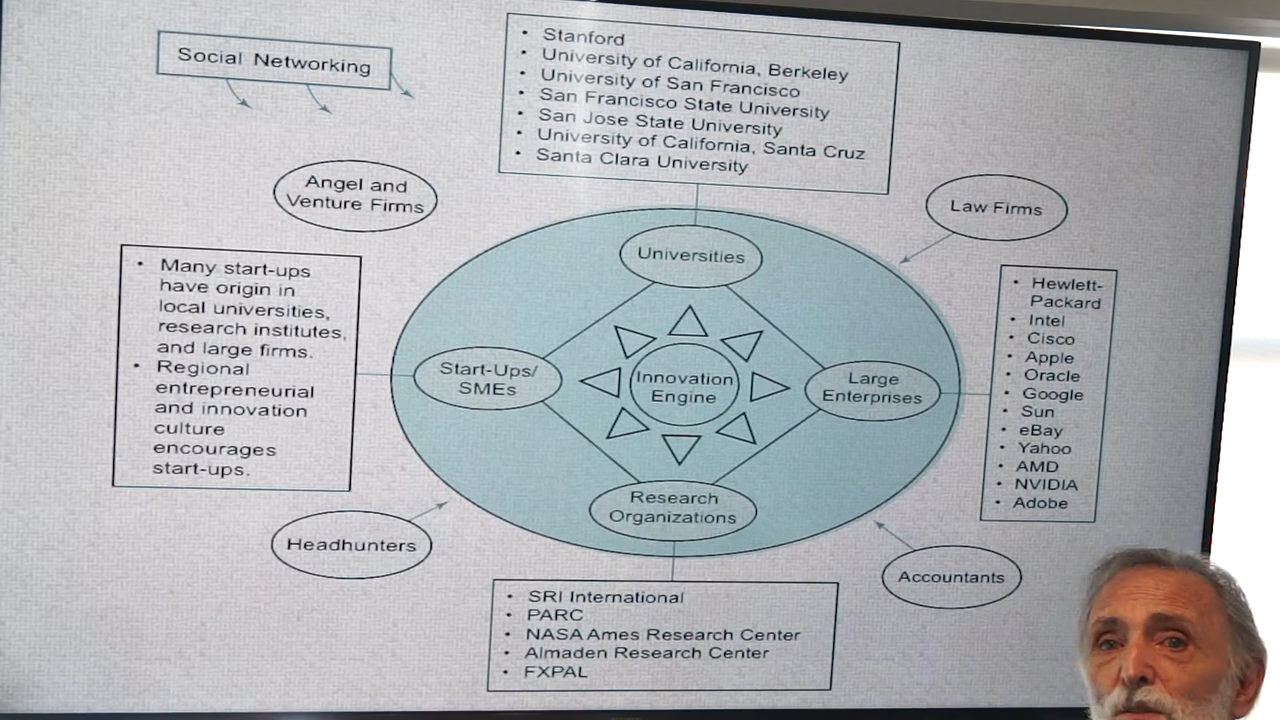 Social Networking
• Stanford
• University of California, Berkeley
• University of San Francisco
• San Francisco State University
• San Jose State University
• University of California, Santa Cruz
• Santa Clara University
Angel and
Venture Firms
Law Firms
Universities
• Many start-ups
have origin in
local universities,
research institutes,
and large firms.
• Regional
entrepreneurial
and innovation
culture
encourages
start-ups.
Start-Ups/
SMEs
Innovation
Engine
Large
Enterprises
• Hewlett-
Packard
• Intel
• Cisco
• Apple
• Oracle
• Google
• Sun
• eBay
• Yahoo
• AMD
• NVIDIA
• Adobe
Research
Organizations
Headhunters
Accountants
• SRI International
• PARC
• NASA Ames Research Center
• Almaden Research Center
• FXPAL